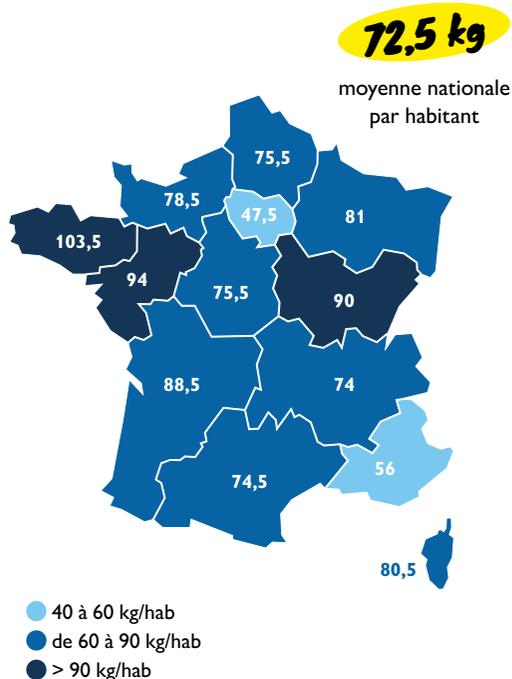 72,5 kg
moyenne nationale
par habitant
75,5
78,5
47,5
81
103,5
94
75,5
90
88,5
74
74,5
56
80,5
40 à 60 kg/hab
de 60 à 90 kg/hab
> 90 kg/hab